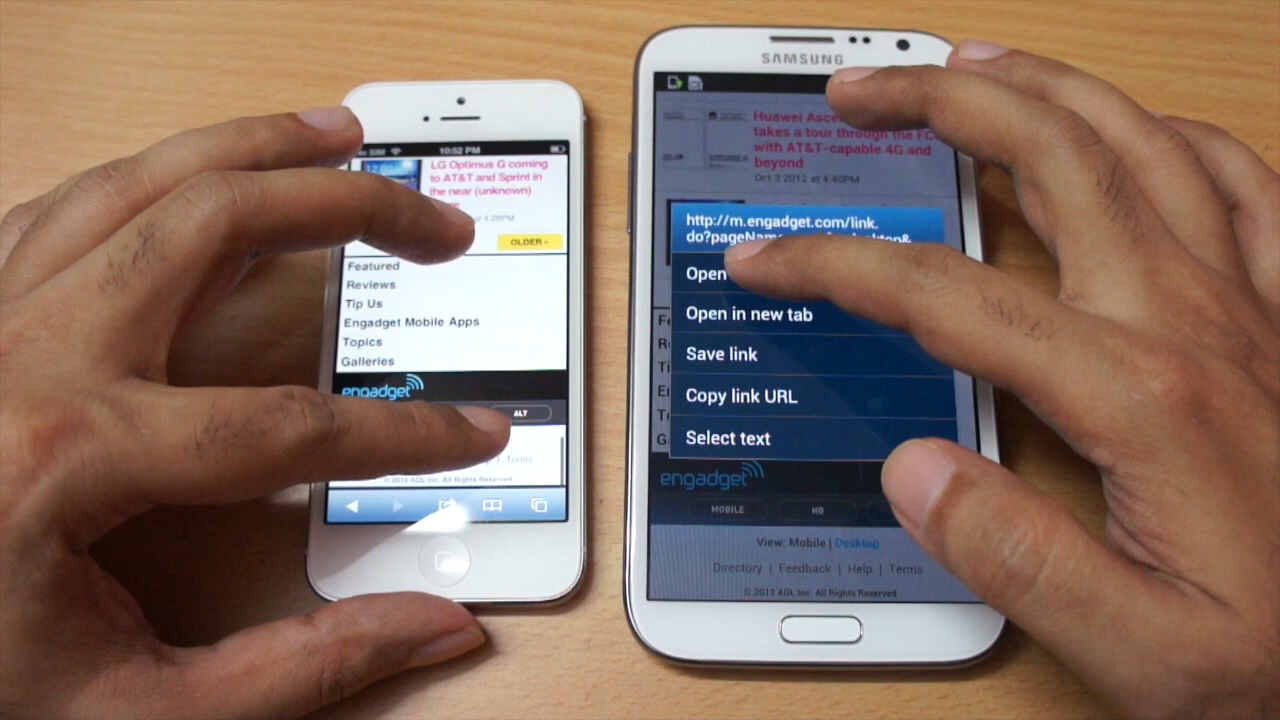 SIM
10:52 PM
LG Optimus G coming
to AT&T and Sprint in
the near (unknown)
at 4:28PM
OLDER »
Featured
Reviews
Tip Us
Engadget Mobile Apps
Topics
Galleries
engadget
ALT
| Terms
© 2012 AOL Inc. All Rights Reserved
SAMSUNG
Huawei
takes a tour through the
with AT&T-capable 4G and
beyond
Oct 3 2012 at 4:40PM
http://m.engadget.com/link.
Open
Open in new tab
Save link
Copy link URL
Select text
engadget
MOBILE
HD
View: Mobile | Desktop
Directory | Feedback | Help | Terms
© 2012 AOL Inc. All Rights Reserved